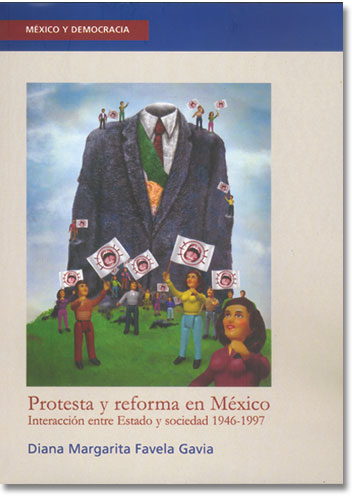 MÉXICO Y DEMOCRACIA
Protesta y reforma en México
Interacción entre Estado y sociedad 1946-1997
Diana Margarita Favela Gavia